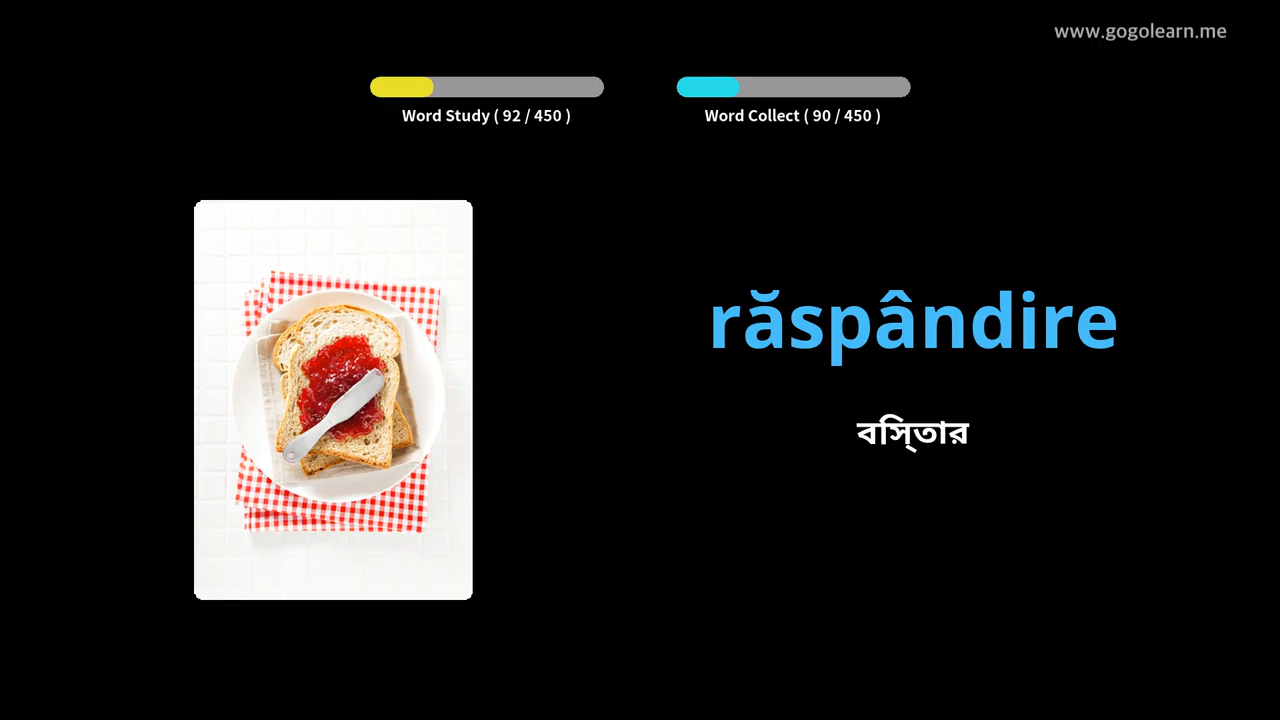 www.gogolearn.me
Word Study ( 92 / 450 )
Word Collect ( 90 / 450 )
răspândire
বিস্তার